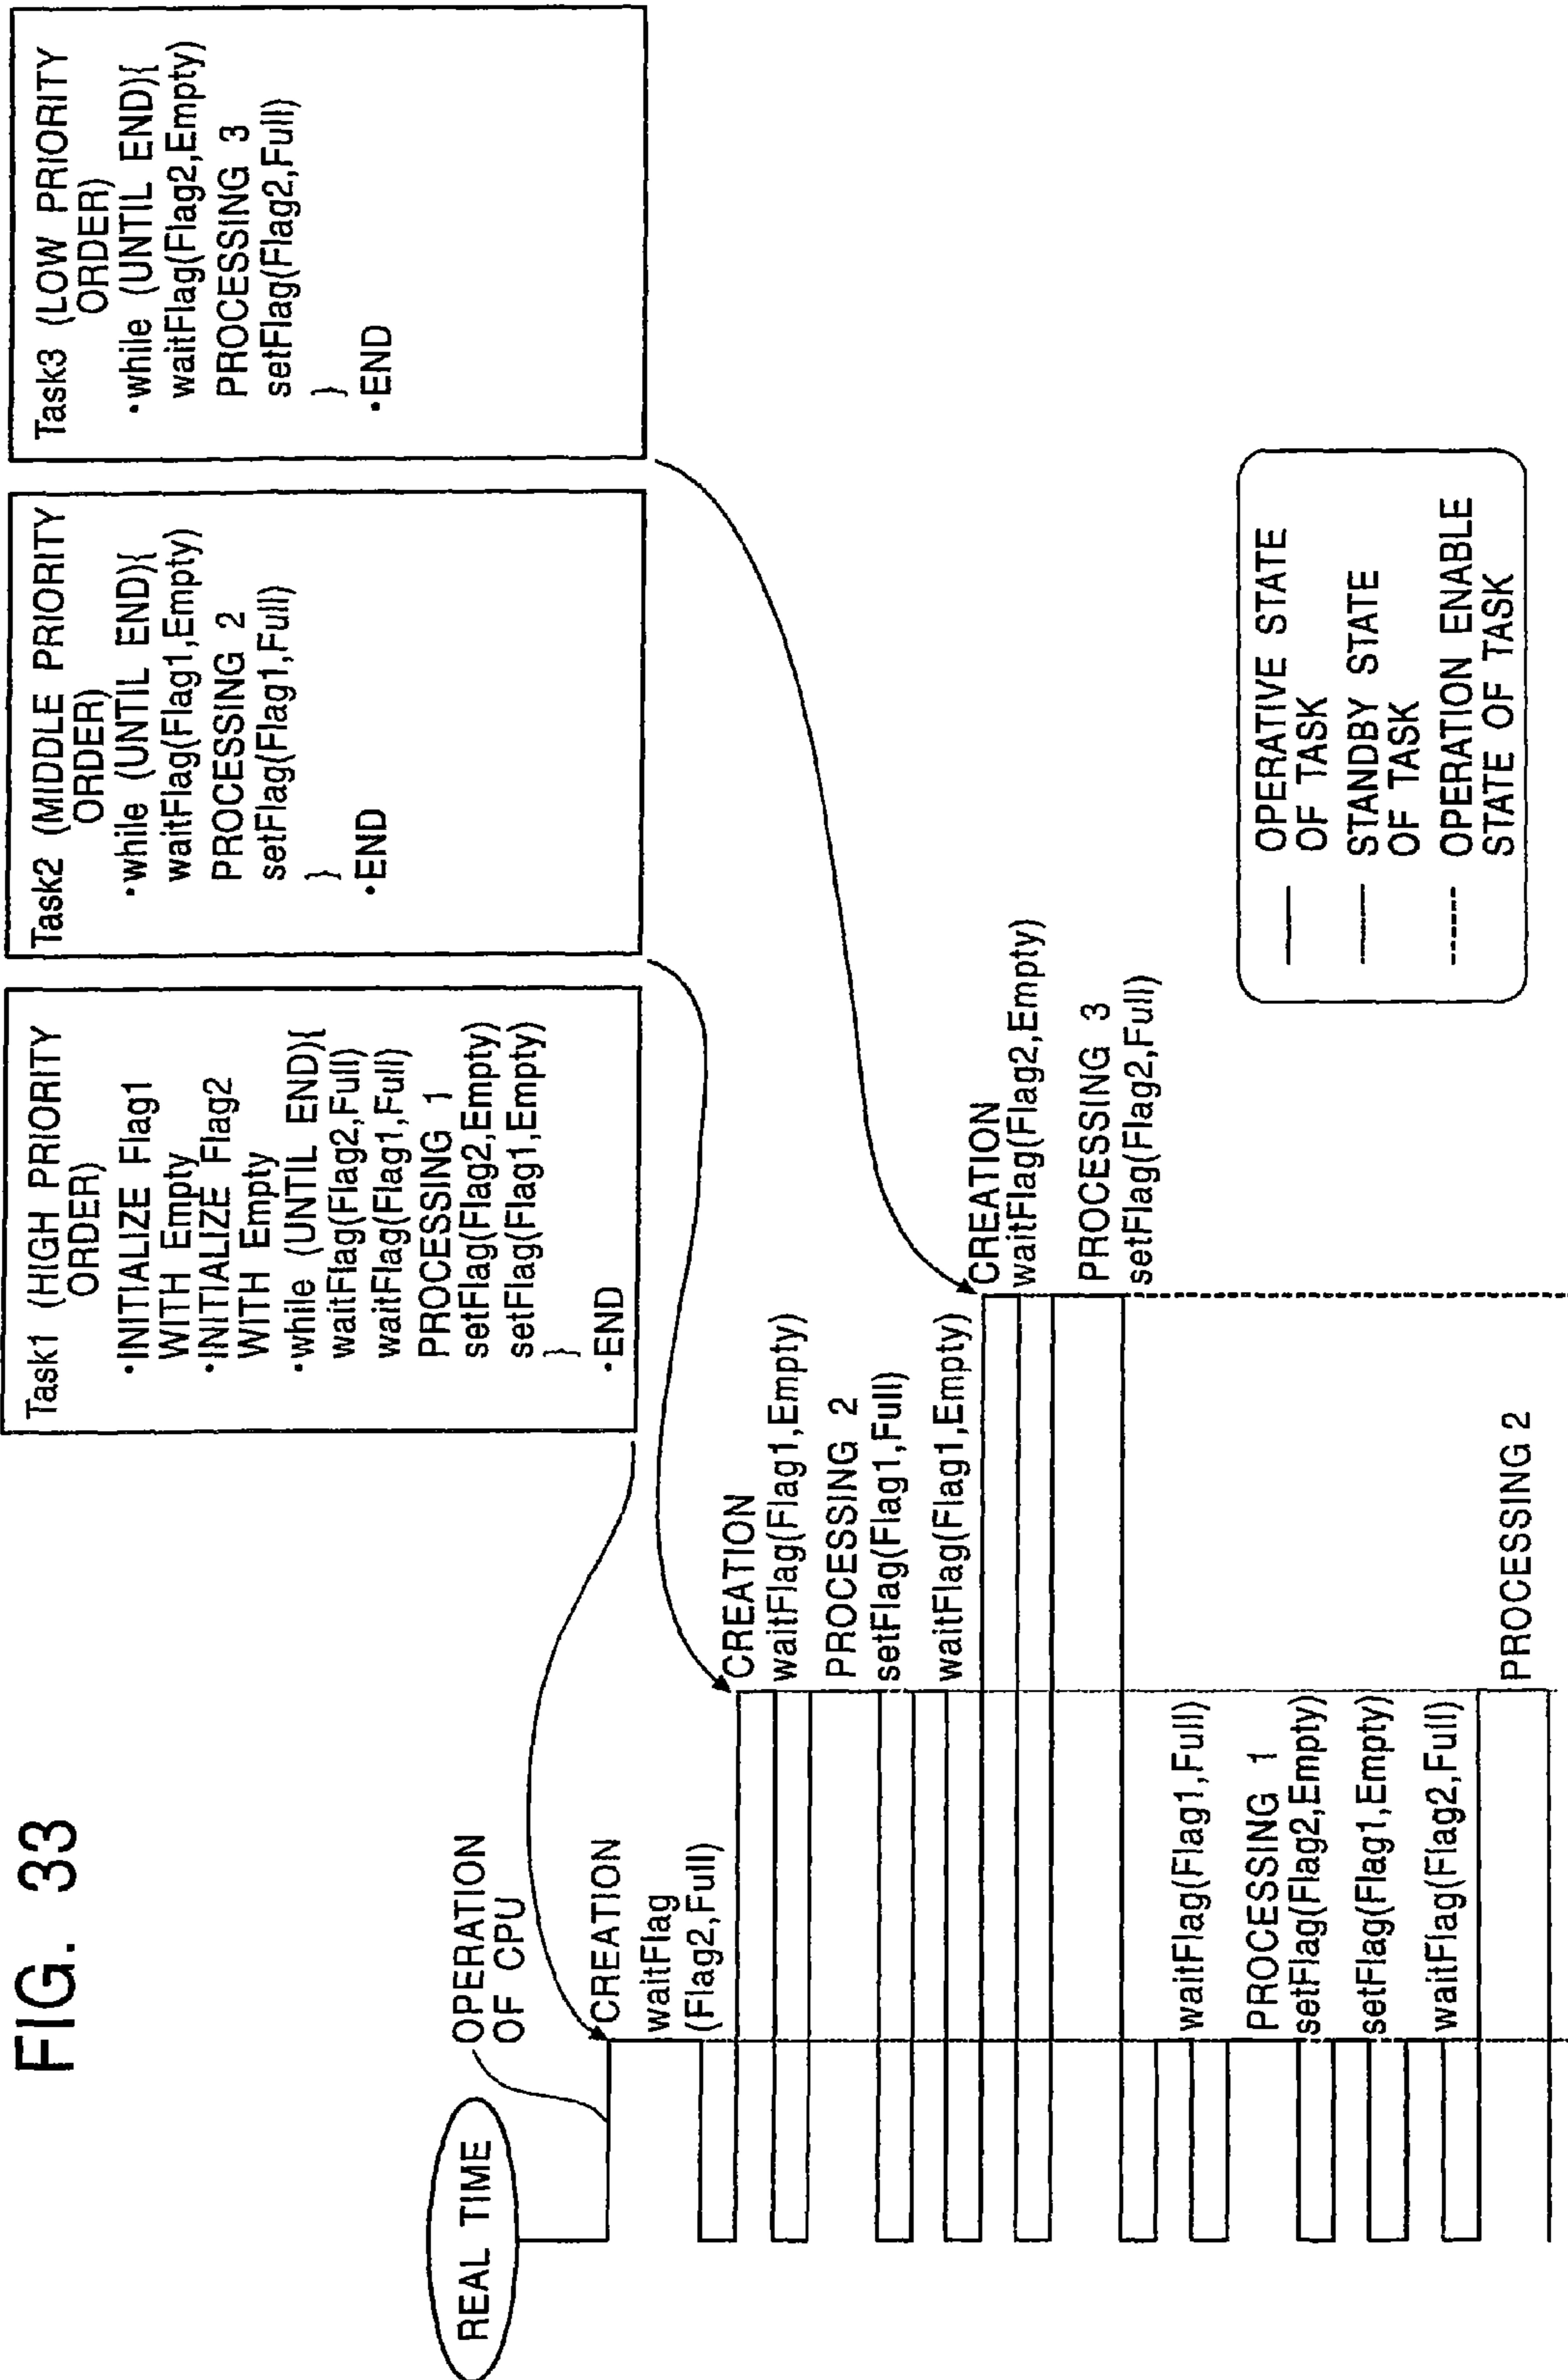 FIG. 33
Task1 (HIGH PRIORITY
ORDER)
•INITIALIZE Flag1
WITH Empty
•INITIALIZE Flag2
WITH Empty
•while (UNTIL END){
waitFlag(Flag2,Full)
waitFlag(Flag1,Full)
PROCESSING 1
setFlag(Flag2,Empty)
setFlag(Flag1,Empty)
}
•END
Task2 (MIDDLE PRIORITY
ORDER)
•while (UNTIL END){
waitFlag(Flag1,Empty)
PROCESSING 2
setFlag(Flag1,Full)
}
•END
Task3 (LOW PRIORITY
ORDER)
•while (UNTIL END){
waitFlag(Flag2,Empty)
PROCESSING 3
setFlag(Flag2,Full)
}
•END
REAL TIME
OPERATION
OF CPU
CREATION
waitFlag
(Flag2,Full)
CREATION
waitFlag(Flag1,Empty)
PROCESSING 2
setFlag(Flag1,Full)
waitFlag(Flag1,Empty)
CREATION
waitFlag(Flag2,Empty)
PROCESSING 3
setFlag(Flag2,Full)
waitFlag(Flag1,Full)
PROCESSING 1
setFlag(Flag2,Empty)
setFlag(Flag1,Empty)
waitFlag(Flag2,Full)
PROCESSING 2
OPERATIVE STATE
OF TASK
STANDBY STATE
OF TASK
OPERATION ENABLE
STATE OF TASK